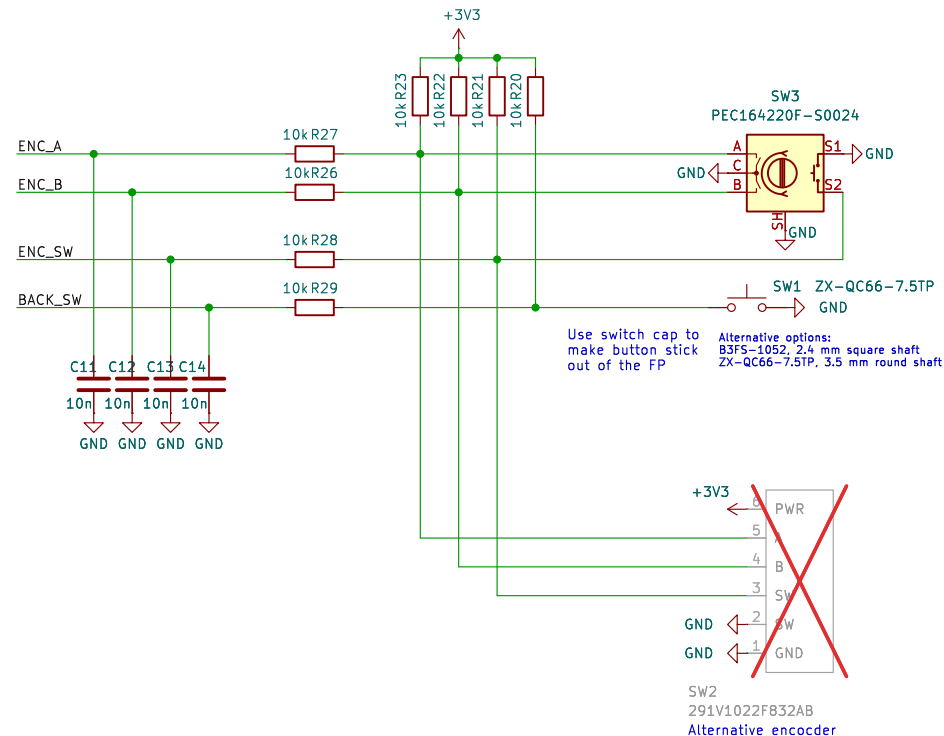 +3V3
10k R23
10k R22
10k R21
10k R20
SW3
PEC164220F-S0024
ENC_A
10k R27
A
S1
GND
GND
C
ENC_B
10k R26
B
S2
SH
GND
ENC_SW
10k R28
BACK_SW
10k R29
SW1 ZX-QC66-7.5TP
GND
Use switch cap to
make button stick
out of the FP
Alternative options:
B3FS-1052, 2.4 mm square shaft
ZX-QC66-7.5TP, 3.5 mm round shaft
C11 C12 C13 C14
10n 10n 10n 10n
GND GND GND GND
+3V3
6 PWR
5 A
4 B
3 SW
GND 2 SW
GND 1 GND
SW2
291V1022F832AB
Alternative enocder